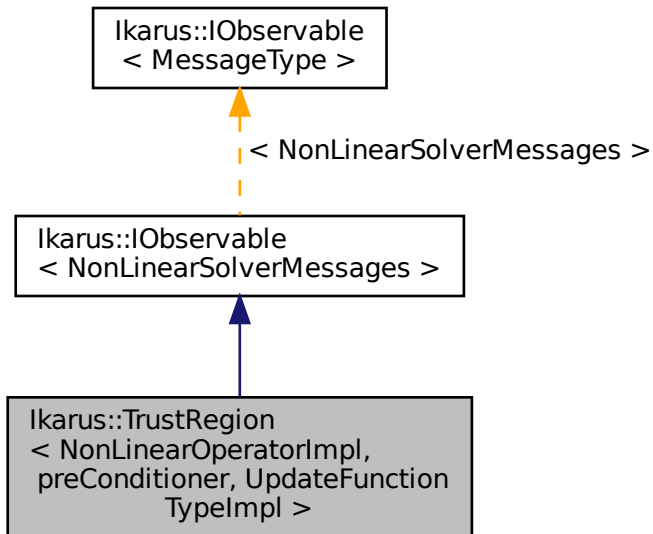 Ikarus::IObservable
< MessageType >
< NonLinearSolverMessages >
Ikarus::IObservable
< NonLinearSolverMessages >
Ikarus::TrustRegion
< NonLinearOperatorImpl,
preConditioner, UpdateFunction
TypeImpl >